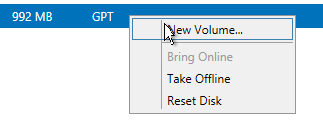 992 MB GPT
New Volume...
Bring Online
Take Offline
Reset Disk